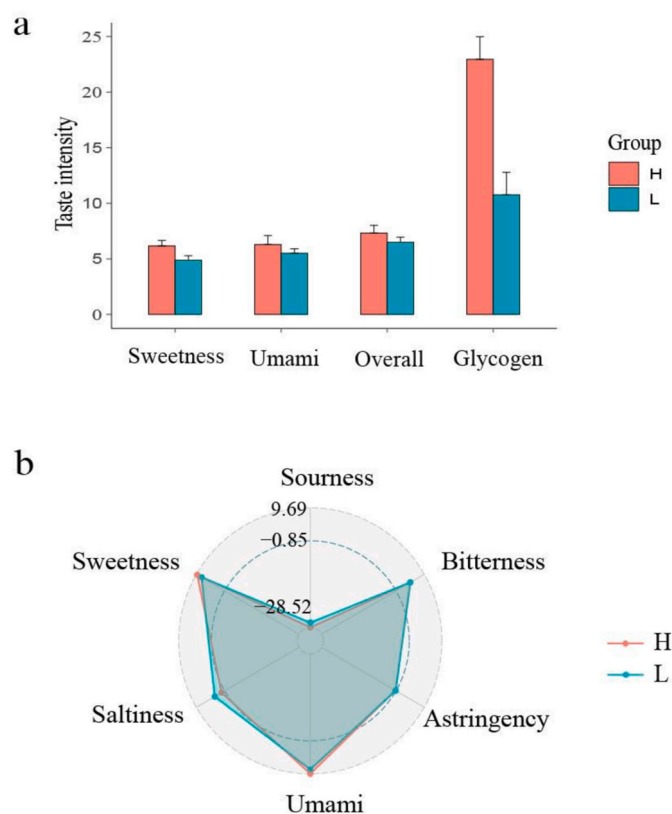 a
Taste intensity
25
20
15
10
5
0
Sweetness Umami Overall Glycogen
Group
H
L
b
Sourness
9.69
−0.85
−28.52
Sweetness
Bitterness
Saltiness
Astringency
Umami
H
L